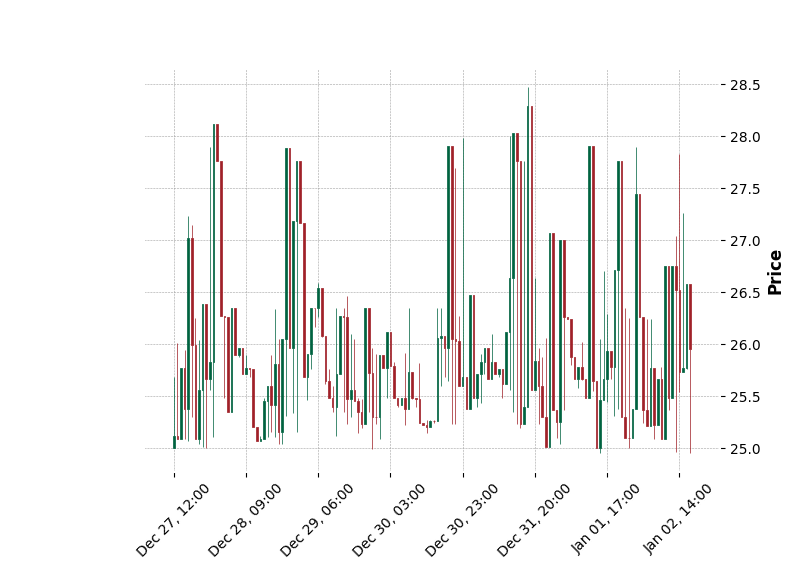 28.5
28.0
27.5
27.0
26.5
26.0
25.5
25.0
Price
Dec 27, 12:00
Dec 28, 09:00
Dec 29, 06:00
Dec 30, 03:00
Dec 30, 23:00
Dec 31, 20:00
Jan 01, 17:00
Jan 02, 14:00